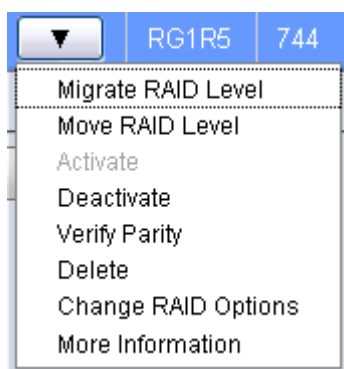 RG1R5 744
Migrate RAID Level
Move RAID Level
Activate
Deactivate
Verify Parity
Delete
Change RAID Options
More Information